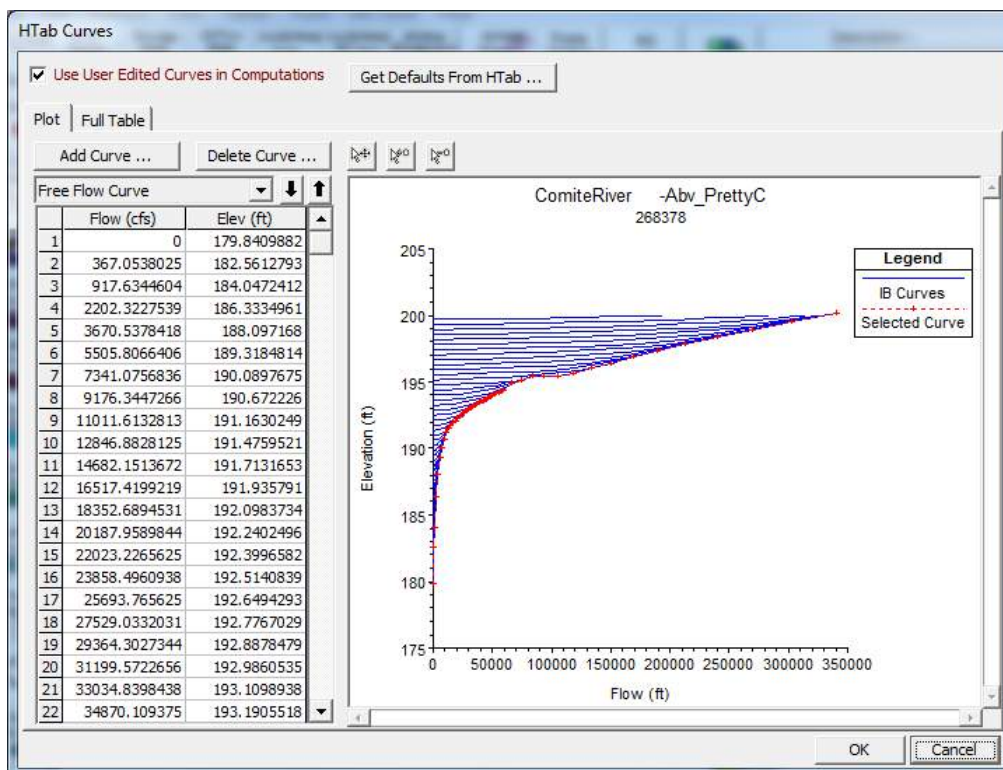 HTab Curves
Use User Edited Curves in Computations
Get Defaults From HTab ...
Plot Full Table
Add Curve ... Delete Curve ...
Free Flow Curve
Flow (cfs) Elev (ft)
1 0 179.8409882
2 367.0538025 182.5612793
3 917.6344604 184.0472412
4 2202.3227539 186.3334961
5 3670.5378418 188.097168
6 5505.8066406 189.3184814
7 7341.0756836 190.0897675
8 9176.3447266 190.672226
9 11011.6132813 191.1630249
10 12846.8828125 191.4759521
11 14682.1513672 191.7131653
12 16517.4199219 191.935791
13 18352.6894531 192.0983734
14 20187.9589844 192.2402496
15 22023.2265625 192.3996582
16 23858.4960938 192.5140839
17 25693.765625 192.6494293
18 27529.0332031 192.7767029
19 29364.3027344 192.8878479
20 31199.5722656 192.9860535
21 33034.8398438 193.1098938
22 34870.109375 193.1905518
ComiteRiver -Abv_PrettyC
268378
Elevation (ft)
205
200
195
190
185
180
175
0 50000 100000 150000 200000 250000 300000 350000
Flow (ft)
Legend
IB Curves
Selected Curve
OK Cancel